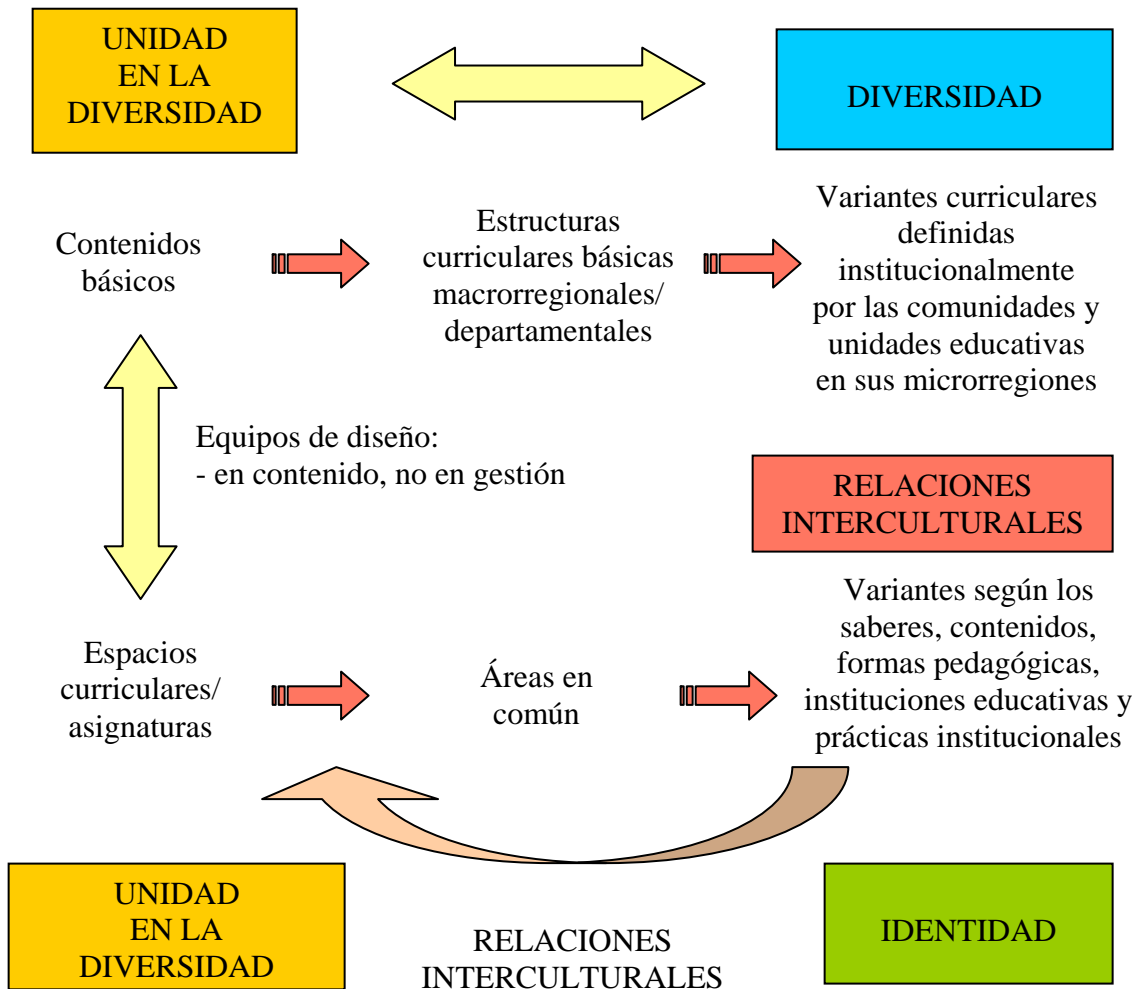 UNIDAD
EN LA
DIVERSIDAD
DIVERSIDAD
Contenidos
básicos
Estructuras
curriculares básicas
macrorregionales/
departamentales
Variantes curriculares
definidas
institucionalmente
por las comunidades y
unidades educativas
en sus microrregiones
Equipos de diseño:
- en contenido, no en gestión
RELACIONES
INTERCULTURALES
Espacios
curriculares/
asignaturas
Áreas en
común
Variantes según los
saberes, contenidos,
formas pedagógicas,
instituciones educativas y
prácticas institucionales
UNIDAD
EN LA
DIVERSIDAD
RELACIONES
INTERCULTURALES
IDENTIDAD